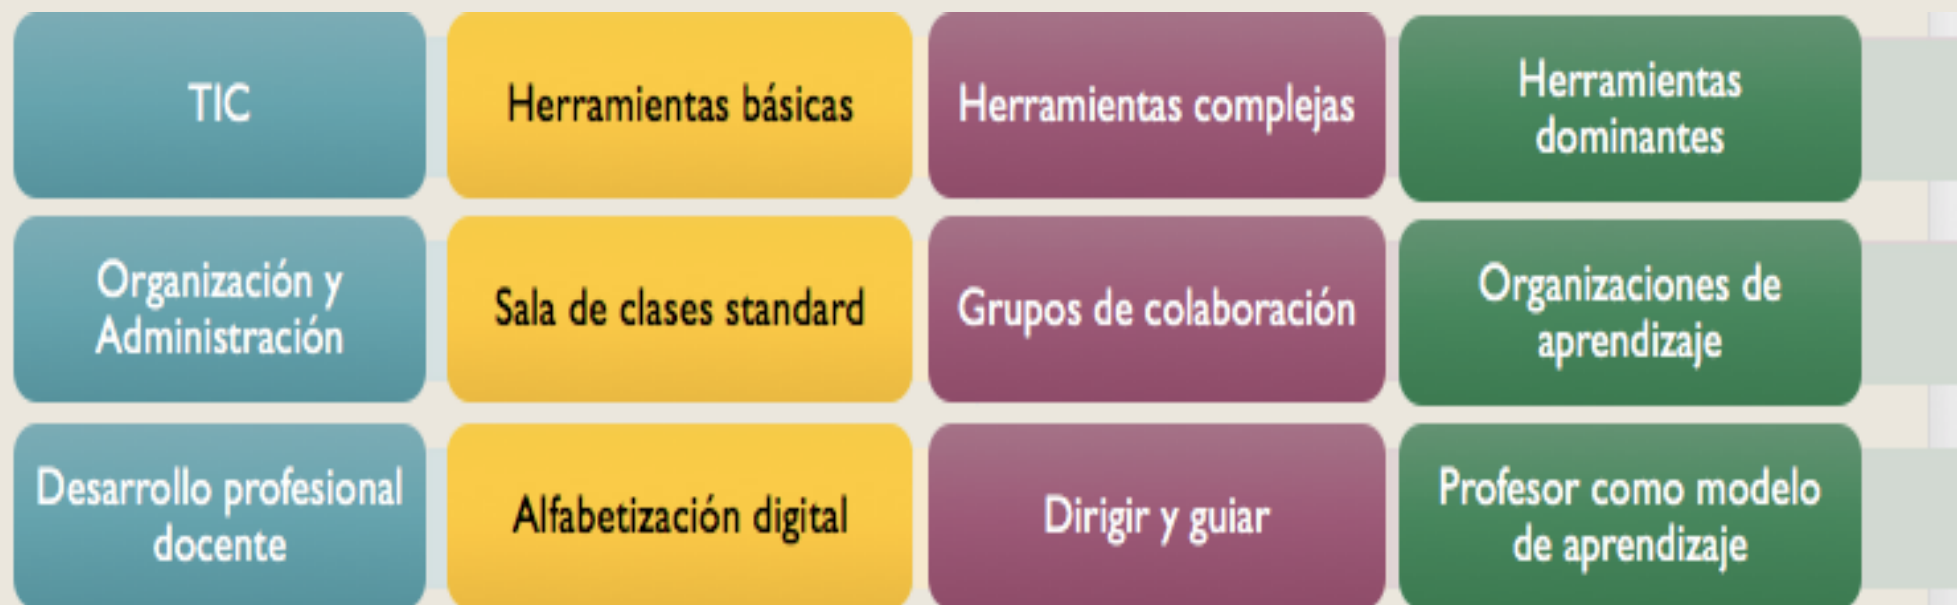 TIC
Herramientas básicas
Herramientas complejas
Herramientas
dominantes
Organización y
Administración
Sala de clases standard
Grupos de colaboración
Organizaciones de
aprendizaje
Desarrollo profesional
docente
Alfabetización digital
Dirigir y guiar
Profesor como modelo
de aprendizaje